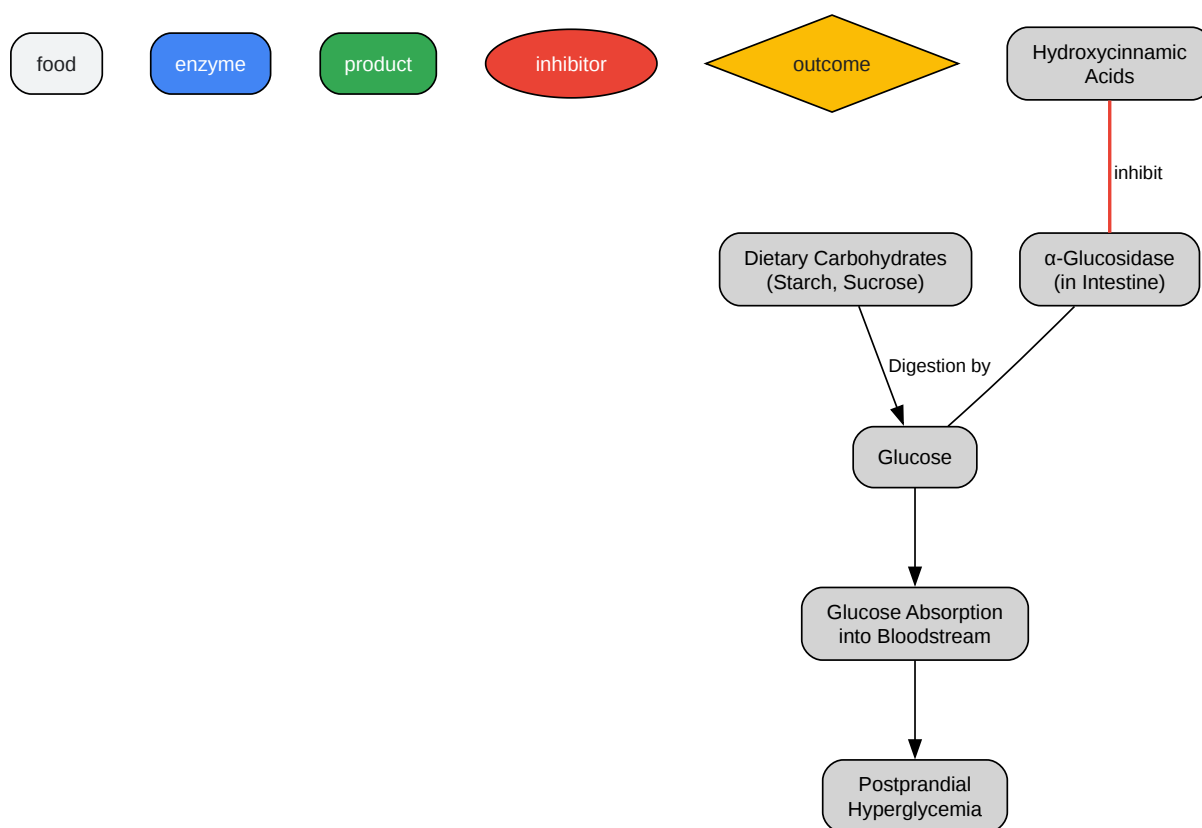 food
enzyme
product
inhibitor
outcome
Hydroxycinnamic
Acids
inhibit
Dietary Carbohydrates
(Starch, Sucrose)
α-Glucosidase
(in Intestine)
Digestion by
Glucose
Glucose Absorption
into Bloodstream
Postprandial
Hyperglycemia